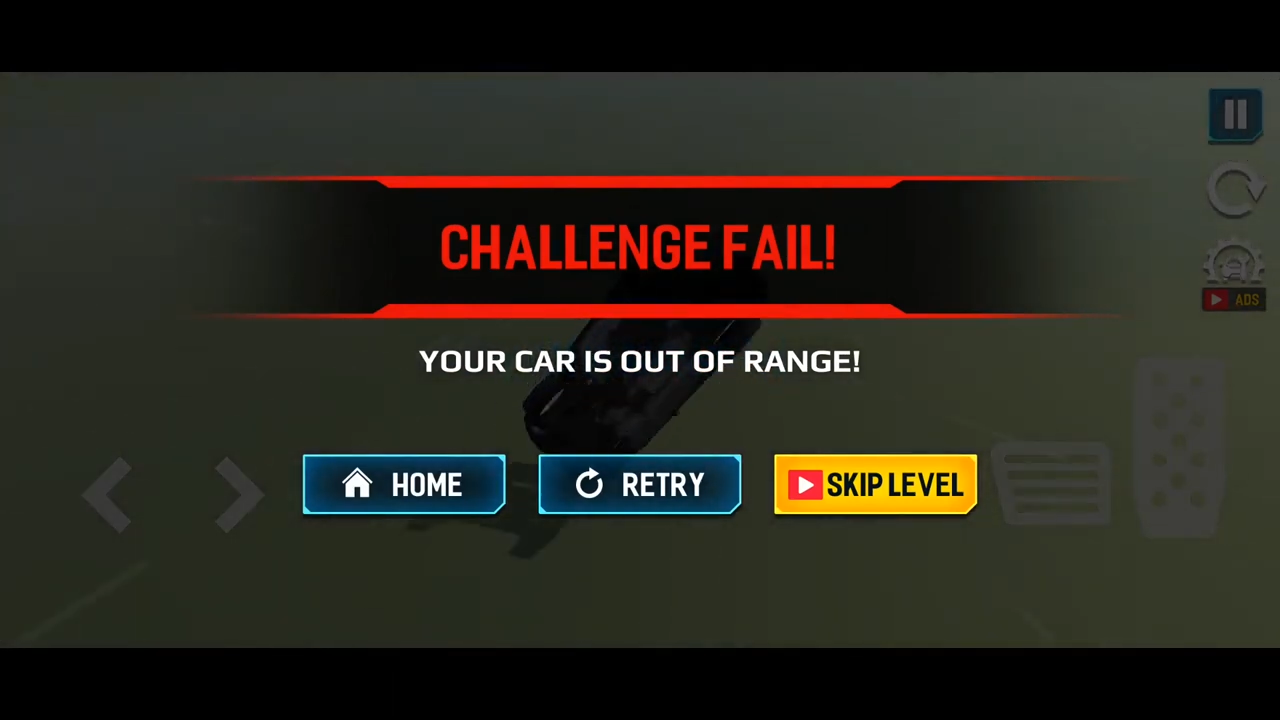 CHALLENGE FAIL!
ADS
YOUR CAR IS OUT OF RANGE!
HOME
RETRY
SKIP LEVEL